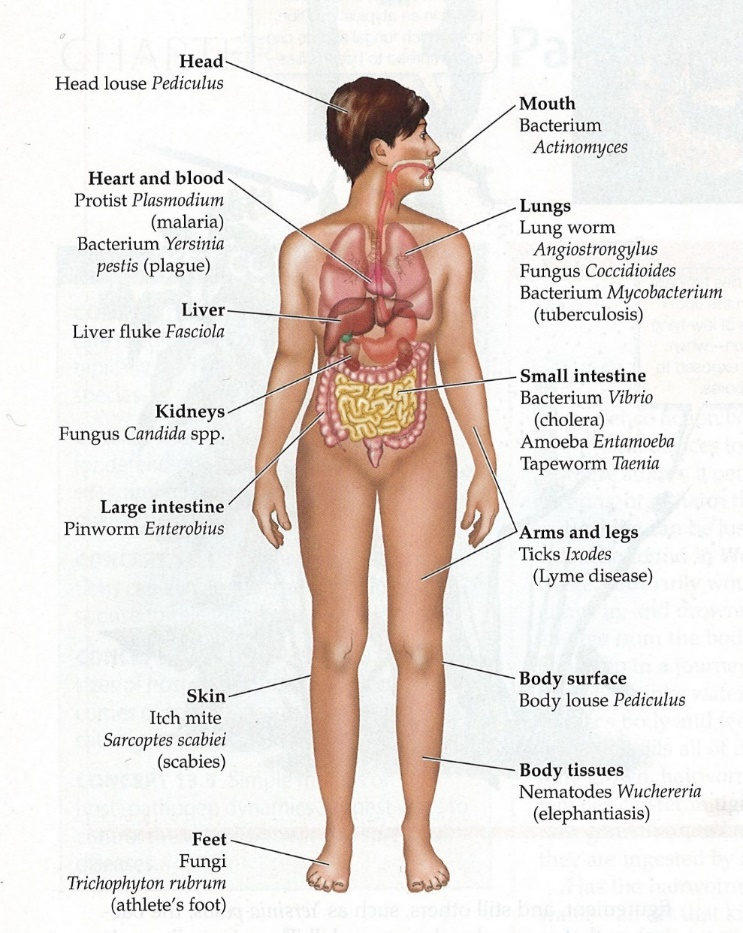 Head
Head louse Pediculus
Mouth
Bacterium
Actinomyces
Heart and blood
Protist Plasmodium
(malaria)
Bacterium Yersinia
pestis (plague)
Lungs
Lung worm
Angiostrongylus
Fungus Coccidioides
Bacterium Mycobacterium
(tuberculosis)
Liver
Liver fluke Fasciola
Small intestine
Bacterium Vibrio
(cholera)
Amoeba Entamoeba
Tapeworm Taenia
Kidneys
Fungus Candida spp.
Large intestine
Pinworm Enterobius
Arms and legs
Ticks Ixodes
(Lyme disease)
Skin
Itch mite
Sarcoptes scabiei
(scabies)
Body surface
Body louse Pediculus
Body tissues
Nematodes Wuchereria
(elephantiasis)
Feet
Fungi
Trichophyton rubrum
(athlete's foot)